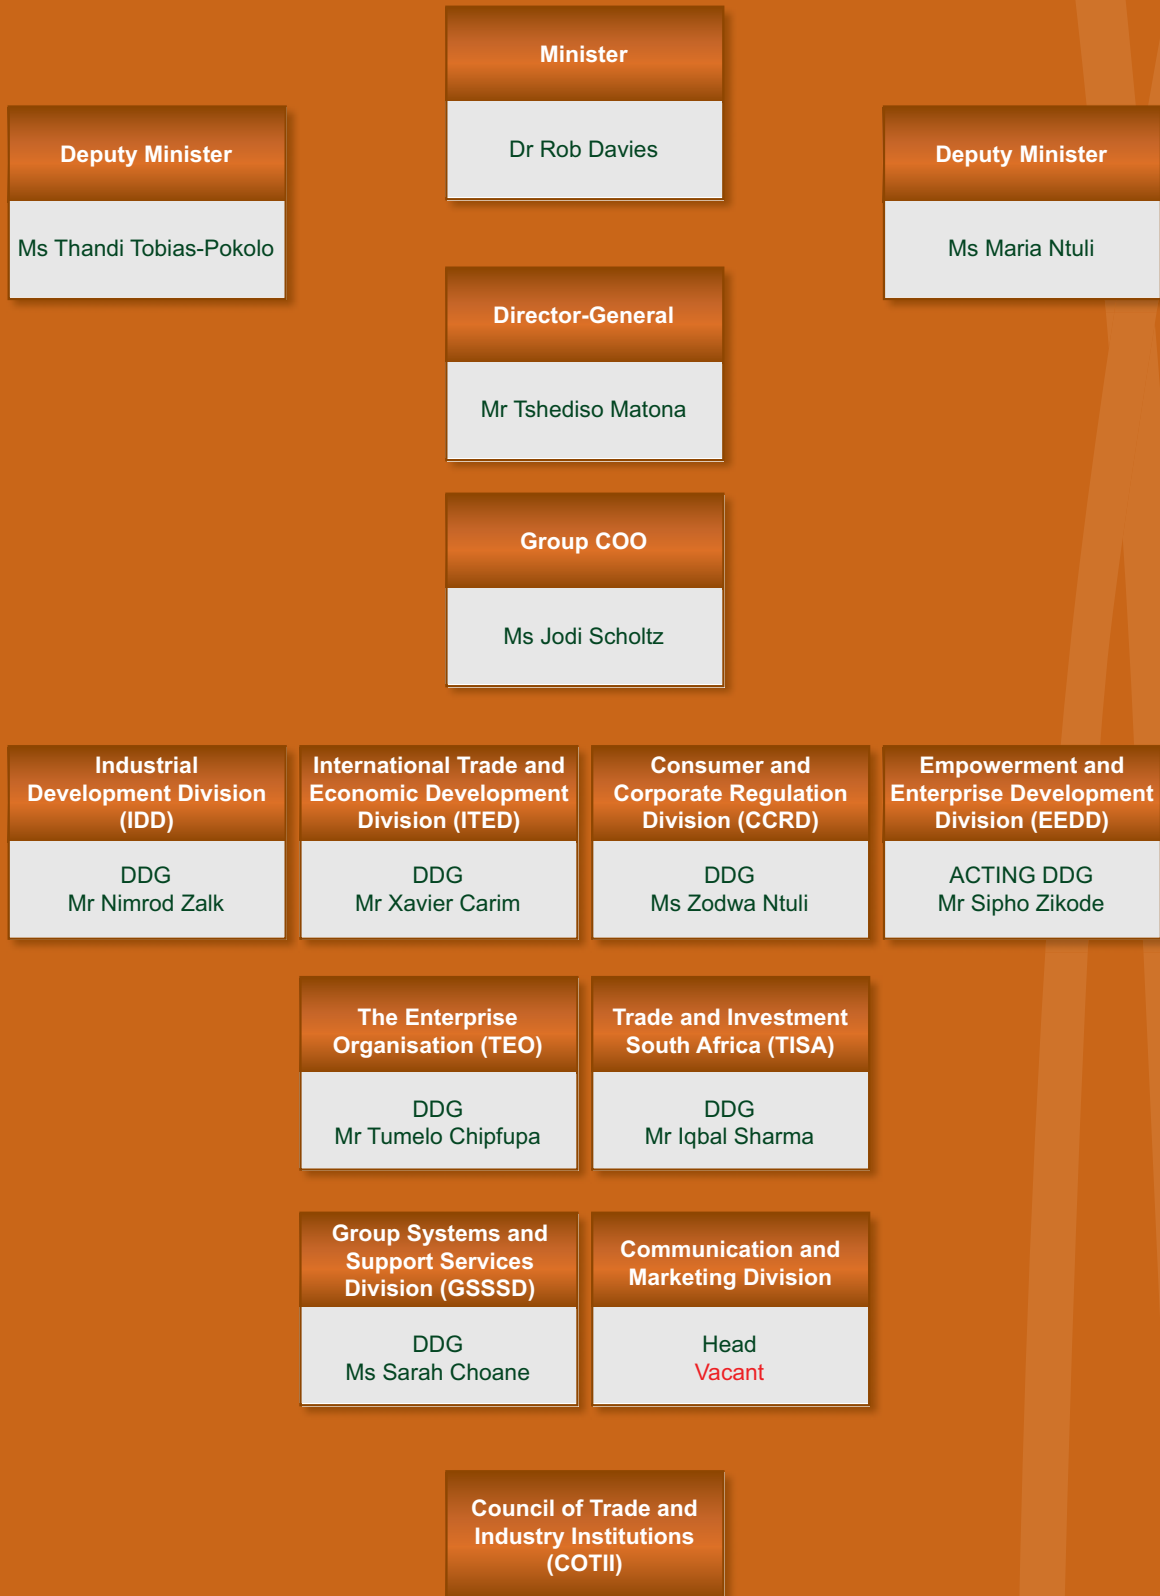 Minister
Dr Rob Davies
Deputy Minister
Ms Thandi Tobias-Pokolo
Deputy Minister
Ms Maria Ntuli
Director-General
Mr Tshediso Matona
Group COO
Ms Jodi Scholtz
Industrial
Development Division
(IDD)
DDG
Mr Nimrod Zalk
International Trade and
Economic Development
Division (ITED)
DDG
Mr Xavier Carim
Consumer and
Corporate Regulation
Division (CCRD)
DDG
Ms Zodwa Ntuli
Empowerment and
Enterprise Development
Division (EEDD)
ACTING DDG
Mr Sipho Zikode
The Enterprise
Organisation (TEO)
DDG
Mr Tumelo Chipfupa
Trade and Investment
South Africa (TISA)
DDG
Mr Iqbal Sharma
Group Systems and
Support Services
Division (GSSSD)
DDG
Ms Sarah Choane
Communication and
Marketing Division
Head
Vacant
Council of Trade and
Industry Institutions
(COTII)